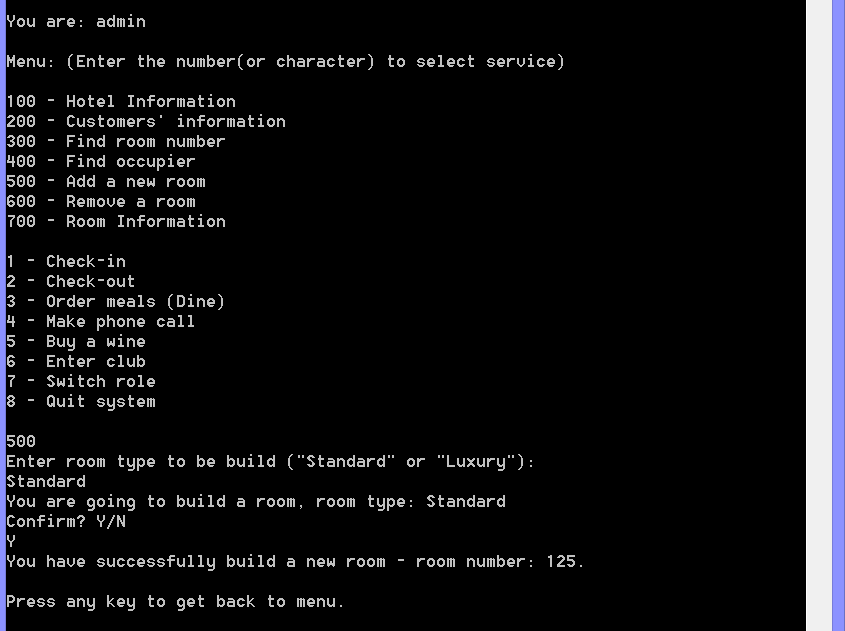 You are: admin
Menu: (Enter the number(or character) to select service)
100 - Hotel Information
200 - Customers' information
300 - Find room number
400 - Find occupier
500 - Add a new room
600 - Remove a room
700 - Room Information
1 - Check-in
2 - Check-out
3 - Order meals (Dine)
4 - Make phone call
5 - Buy a wine
6 - Enter club
7 - Switch role
8 - Quit system
500
Enter room type to be build ("Standard" or "Luxury"):
Standard
You are going to build a room, room type: Standard
Confirm? Y/N
Y
You have successfully build a new room - room number: 125.
Press any key to get back to menu.